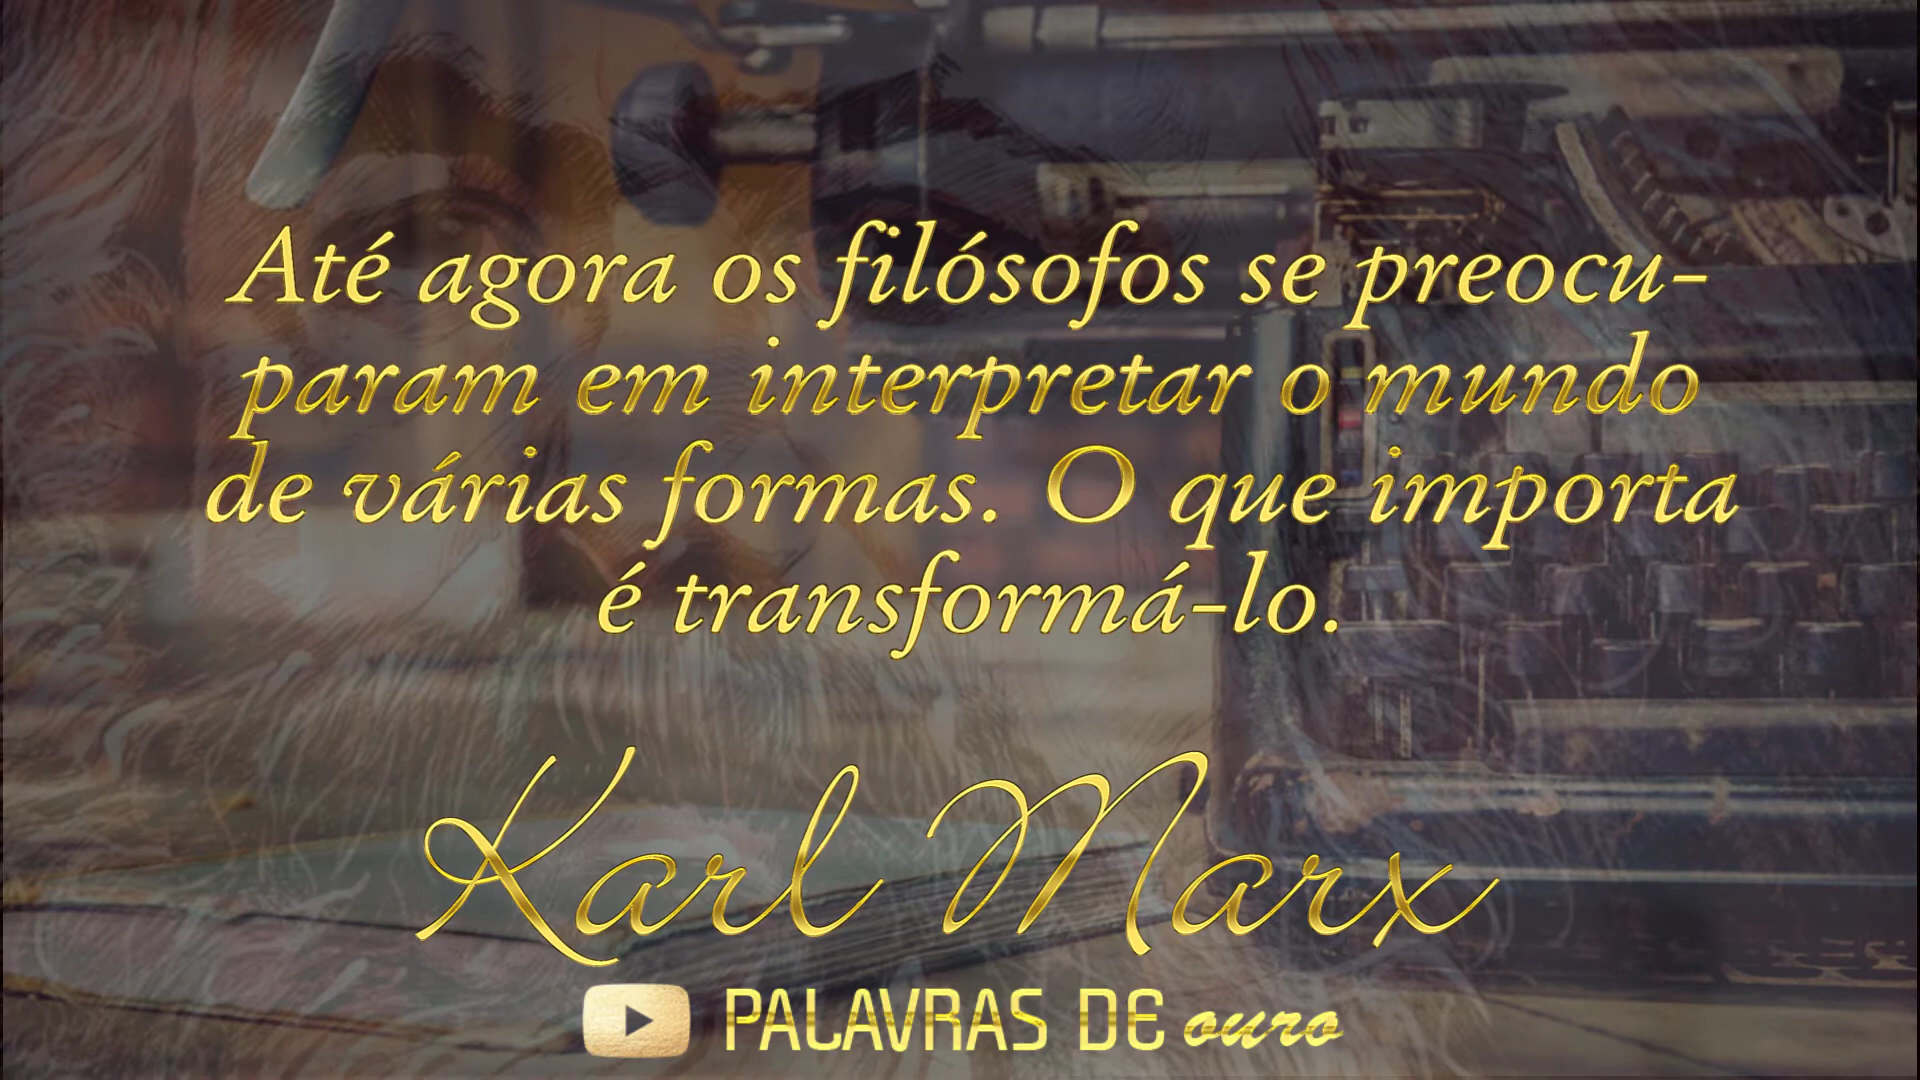 Até agora os filósofos se preocu-
param em interpretar o mundo
de várias formas. O que importa
é transformá-lo.
Karl Marx
PALAVRAS DE ouro